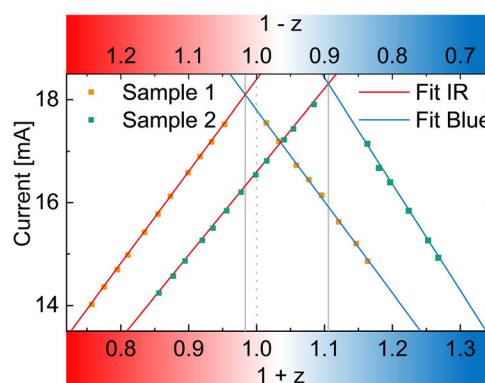 1 - z
1.2 1.1 1.0 0.9 0.8 0.7
Sample 1 Fit IR
Sample 2 Fit Blue
Current [mA]
18
16
14
0.8 0.9 1.0 1.1 1.2 1.3
1 + z